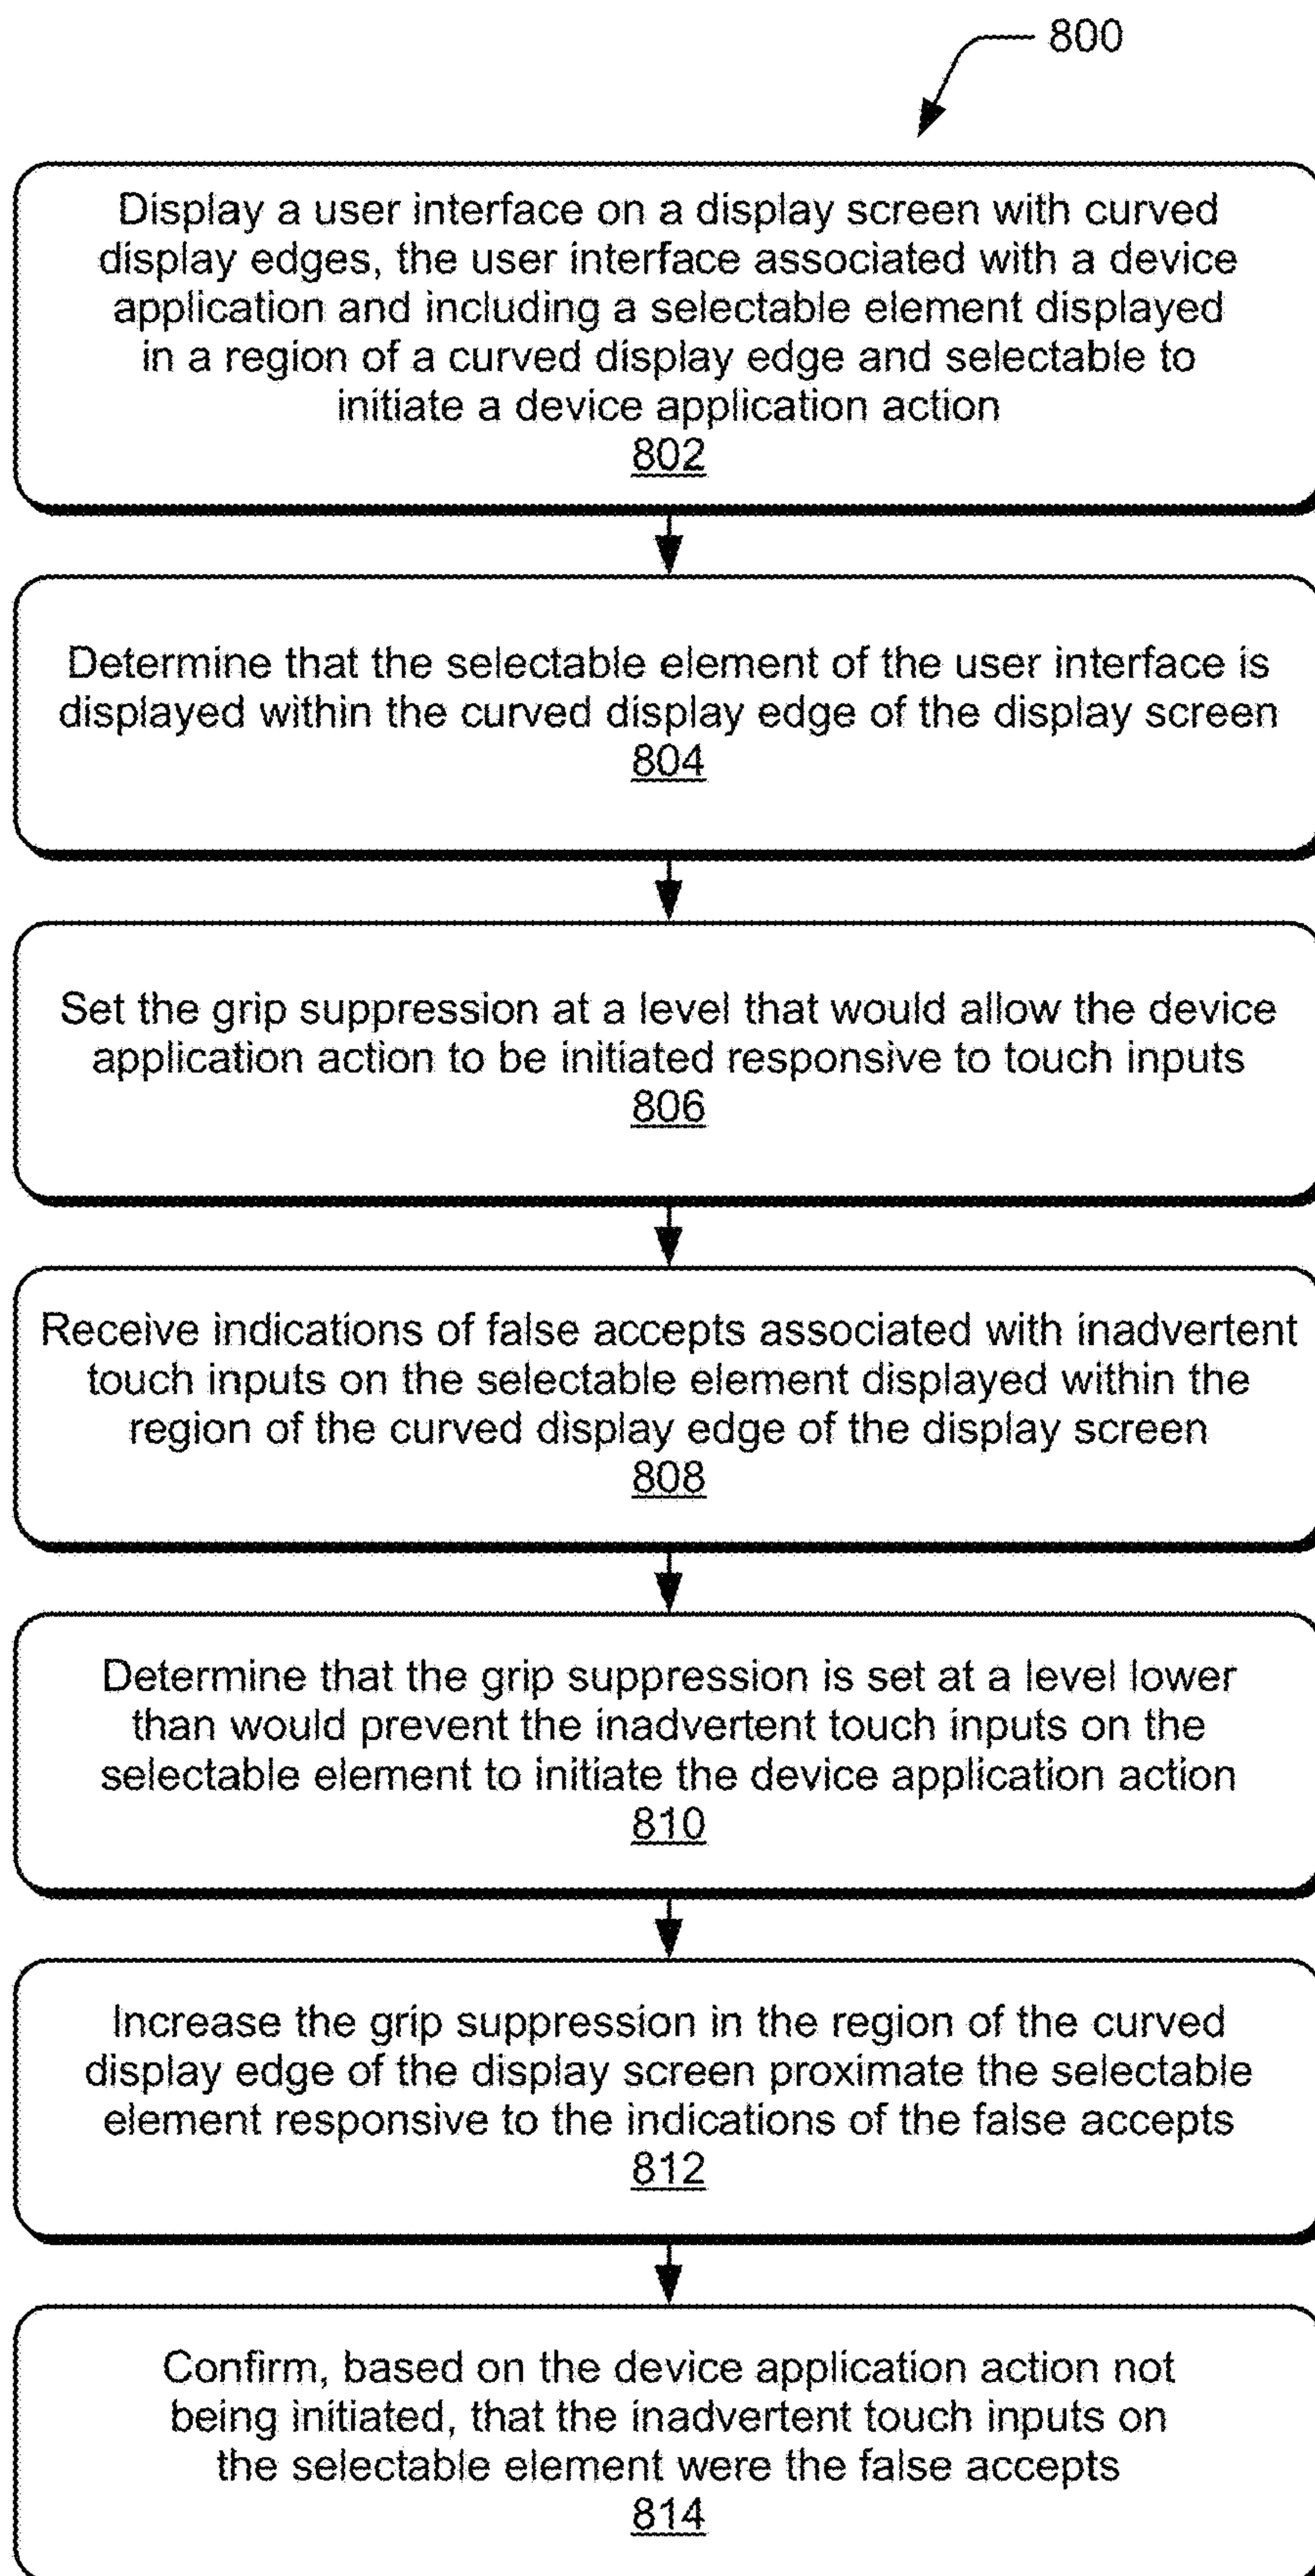 800
Display a user interface on a display screen with curved
display edges, the user interface associated with a device
application and including a selectable element displayed
in a region of a curved display edge and selectable to
initiate a device application action
802
Determine that the selectable element of the user interface is
displayed within the curved display edge of the display screen
804
Set the grip suppression at a level that would allow the device
application action to be initiated responsive to touch inputs
806
Receive indications of false accepts associated with inadvertent
touch inputs on the selectable element displayed within the
region of the curved display edge of the display screen
808
Determine that the grip suppression is set at a level lower
than would prevent the inadvertent touch inputs on the
selectable element to initiate the device application action
810
Increase the grip suppression in the region of the curved
display edge of the display screen proximate the selectable
element responsive to the indications of the false accepts
812
Confirm, based on the device application action not
being initiated, that the inadvertent touch inputs on
the selectable element were the false accepts
814